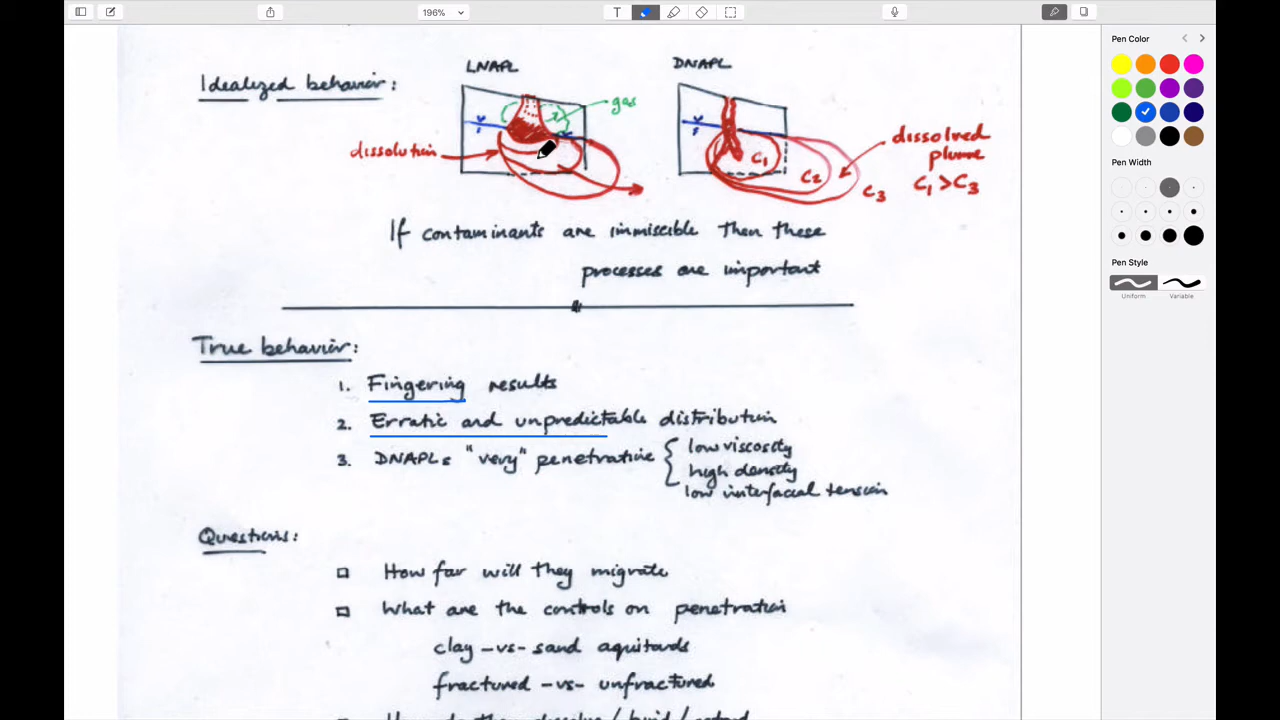 196%
T
Pen Color
Pen Width
Pen Style
Uniform
Variable
LNAPL
DNAPL
Idealized behavior:
gas
dissolution
C1
C2
C3
dissolved
plume
C1 > C3
If contaminants are immiscible then these
processes are important
True behavior:
1. Fingering results
2. Erratic and unpredictable distribution
3. DNAPLs "very" penetrative
low viscosity
high density
low interfacial tension
Questions:
How far will they migrate
What are the controls on penetration
clay -vs- sand aquitards
fractured -vs- unfractured